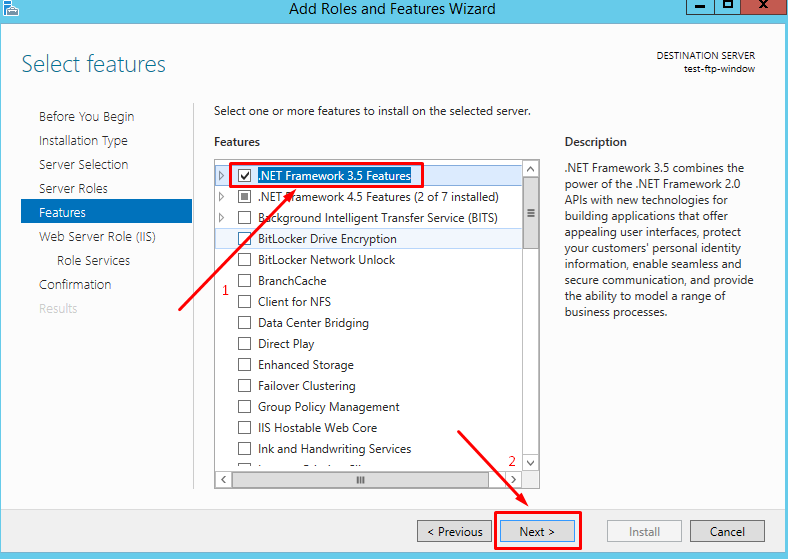 Add Roles and Features Wizard
Select features
DESTINATION SERVER
test-ftp-window
Before You Begin
Installation Type
Server Selection
Server Roles
Features
Web Server Role (IIS)
Role Services
Confirmation
Results
Select one or more features to install on the selected server.
Features
.NET Framework 3.5 Features
.NET Framework 4.5 Features (2 of 7 installed)
Background Intelligent Transfer Service (BITS)
BitLocker Drive Encryption
BitLocker Network Unlock
BranchCache
1
Client for NFS
Data Center Bridging
Direct Play
Enhanced Storage
Failover Clustering
Group Policy Management
IIS Hostable Web Core
Ink and Handwriting Services
2
Description
.NET Framework 3.5 combines the
power of the .NET Framework 2.0
APIs with new technologies for
building applications that offer
appealing user interfaces, protect
your customers' personal identity
information, enable seamless and
secure communication, and provide
the ability to model a range of
business processes.
< Previous
Next >
Install
Cancel